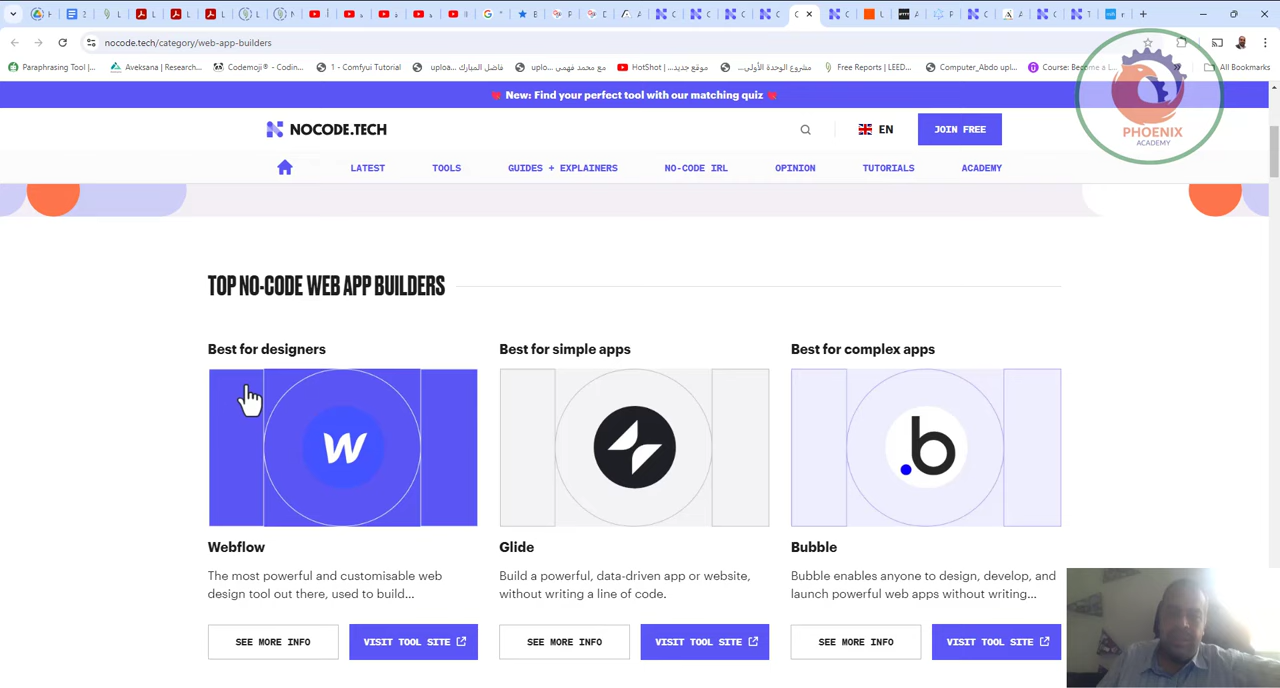 nocode.tech/category/web-app-builders
Paraphrasing Tool |...
Aveksana | Research...
Codemoji® - Codin...
1 - Comfyui Tutorial
uploa... فاضل المبارك
uplo... مع محمد فهمى
HotShot | موقع جديد...
مشروع الوحدة الأولى...
Free Reports | LEED...
Computer_Abdo upl...
Course: Become a L...
All Bookmarks
New: Find your perfect tool with our matching quiz
NOCODE.TECH
EN
JOIN FREE
PHOENIX
ACADEMY
LATEST
TOOLS
GUIDES + EXPLAINERS
NO-CODE IRL
OPINION
TUTORIALS
ACADEMY
TOP NO-CODE WEB APP BUILDERS
Best for designers
Best for simple apps
Best for complex apps
W
b
Webflow
Glide
Bubble
The most powerful and customisable web
design tool out there, used to build...
Build a powerful, data-driven app or website,
without writing a line of code.
Bubble enables anyone to design, develop, and
launch powerful web apps without writing...
SEE MORE INFO
VISIT TOOL SITE
SEE MORE INFO
VISIT TOOL SITE
SEE MORE INFO
VISIT TOOL SITE